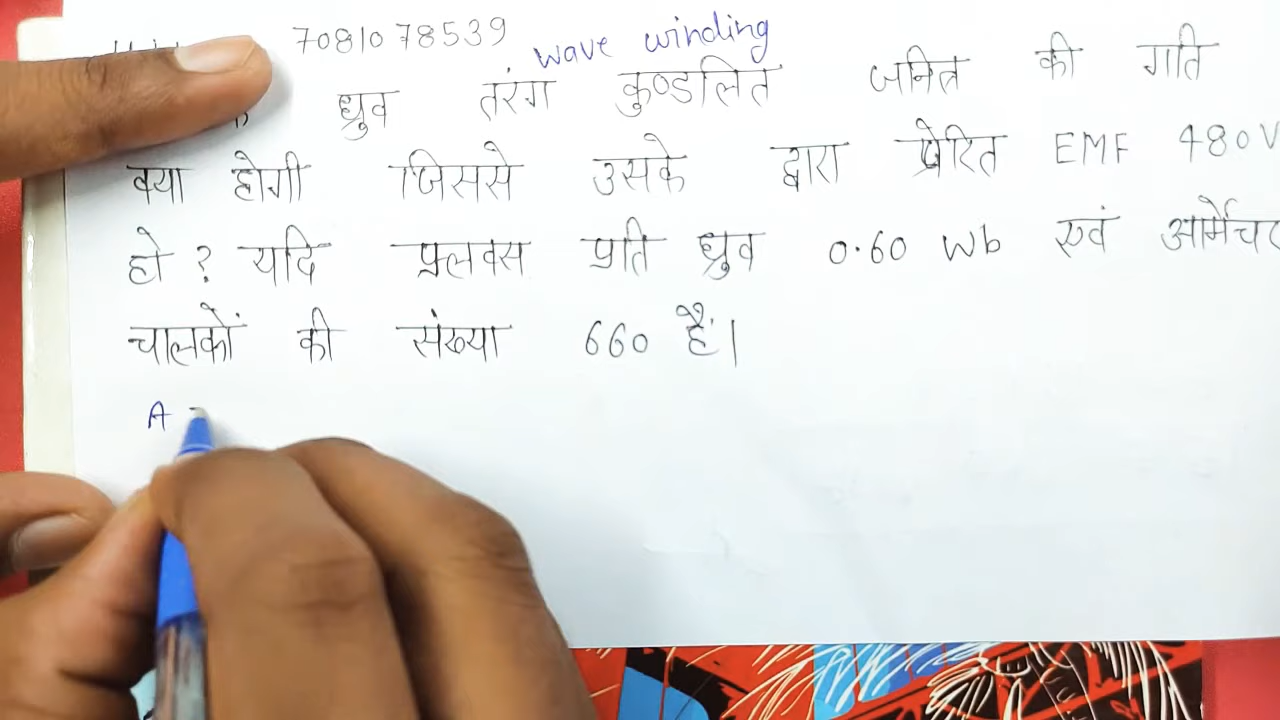 7081078539
wave winding
ध्रुव तरंग कुण्डलित जनित्र की गति
क्या होगी जिससे उसके द्वारा प्रेरित EMF 480V
हो ? यदि फ्लक्स प्रति ध्रुव 0.60 Wb एवं आर्मेचर
चालकों की संख्या 660 हैं।
A